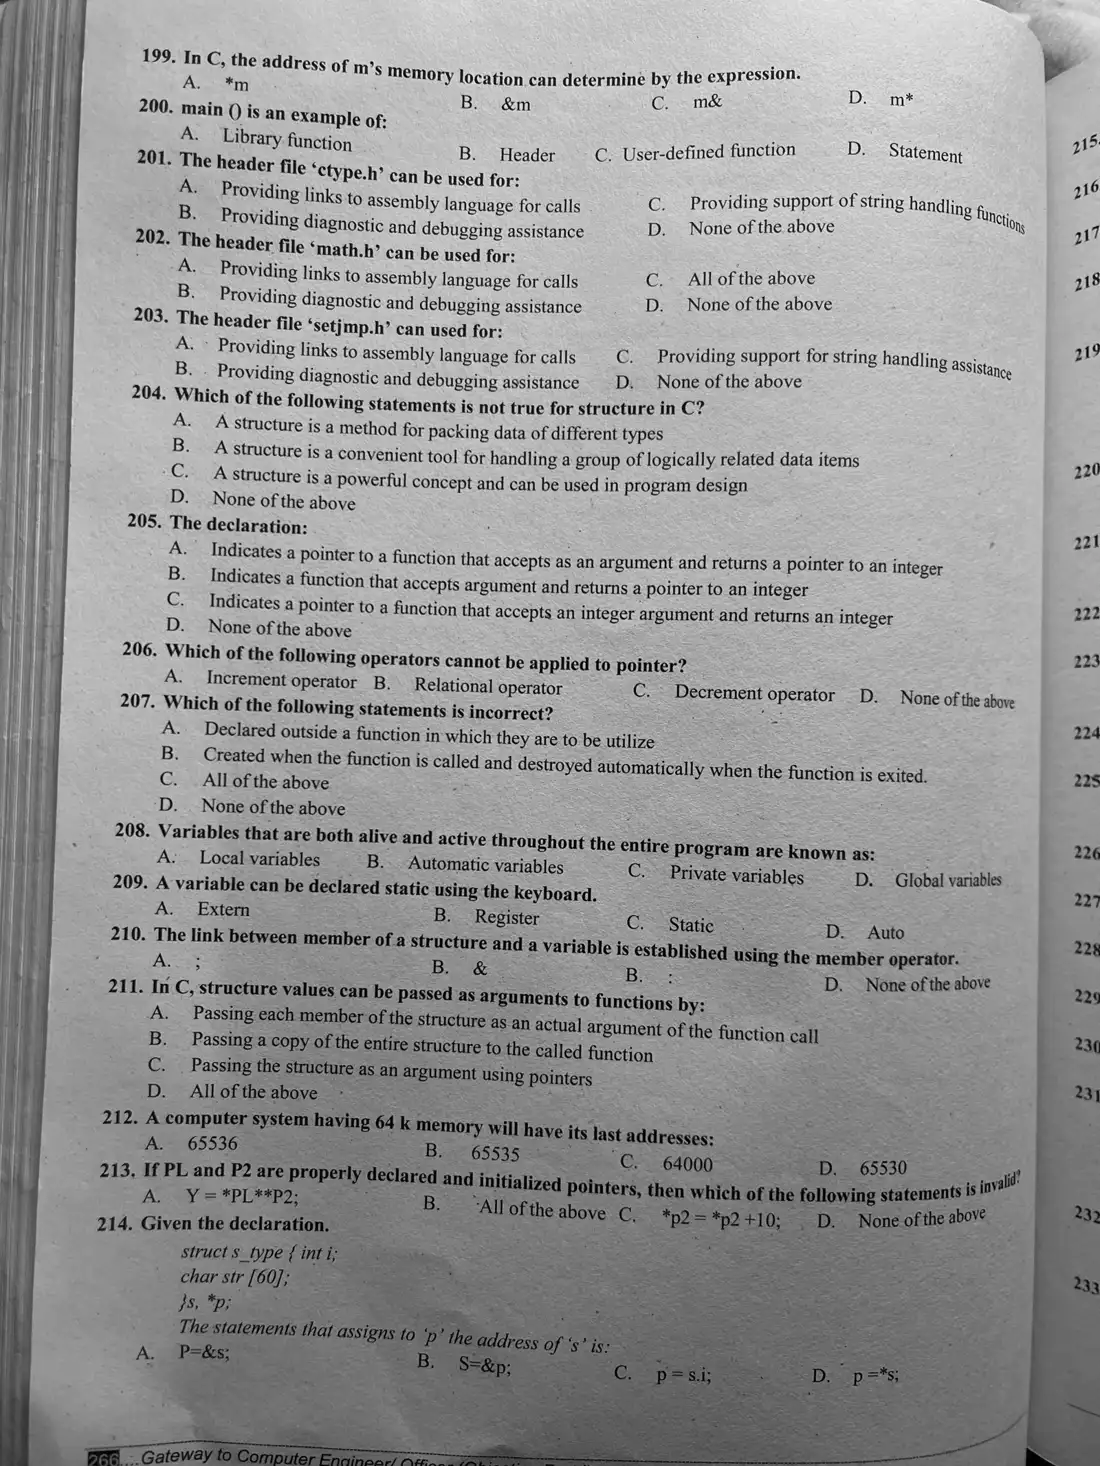 199. In C, the address of m's memory location can determine by the expression.
A. *m B. &m C. m& D. m*
200. main () is an example of:
A. Library function B. Header C. User-defined function D. Statement
201. The header file 'ctype.h' can be used for:
A. Providing links to assembly language for calls C. Providing support of string handling functions
B. Providing diagnostic and debugging assistance D. None of the above
202. The header file 'math.h' can be used for:
A. Providing links to assembly language for calls C. All of the above
B. Providing diagnostic and debugging assistance D. None of the above
203. The header file 'setjmp.h' can used for:
A. Providing links to assembly language for calls C. Providing support for string handling assistance
B. Providing diagnostic and debugging assistance D. None of the above
204. Which of the following statements is not true for structure in C?
A. A structure is a method for packing data of different types
B. A structure is a convenient tool for handling a group of logically related data items
C. A structure is a powerful concept and can be used in program design
D. None of the above
205. The declaration:
A. Indicates a pointer to a function that accepts as an argument and returns a pointer to an integer
B. Indicates a function that accepts argument and returns a pointer to an integer
C. Indicates a pointer to a function that accepts an integer argument and returns an integer
D. None of the above
206. Which of the following operators cannot be applied to pointer?
A. Increment operator B. Relational operator C. Decrement operator D. None of the above
207. Which of the following statements is incorrect?
A. Declared outside a function in which they are to be utilize
B. Created when the function is called and destroyed automatically when the function is exited.
C. All of the above
D. None of the above
208. Variables that are both alive and active throughout the entire program are known as:
A. Local variables B. Automatic variables C. Private variables D. Global variables
209. A variable can be declared static using the keyboard.
A. Extern B. Register C. Static D. Auto
210. The link between member of a structure and a variable is established using the member operator.
A. ; B. & B. : D. None of the above
211. In C, structure values can be passed as arguments to functions by:
A. Passing each member of the structure as an actual argument of the function call
B. Passing a copy of the entire structure to the called function
C. Passing the structure as an argument using pointers
D. All of the above
212. A computer system having 64 k memory will have its last addresses:
A. 65536 B. 65535 C. 64000 D. 65530
213. If PL and P2 are properly declared and initialized pointers, then which of the following statements is invalid?
A. Y = *PL**P2; B. All of the above C. *p2 = *p2 +10; D. None of the above
214. Given the declaration.
struct s_type { int i;
char str [60];
}s, *p;
The statements that assigns to 'p' the address of 's' is:
A. P=&s; B. S=&p; C. p = s.i; D. p =*s;
266 ... Gateway to Computer Engineer/
215.
216
217
218
219
220
221
222
223
224
225
226
227
228
229
230
231
232
233